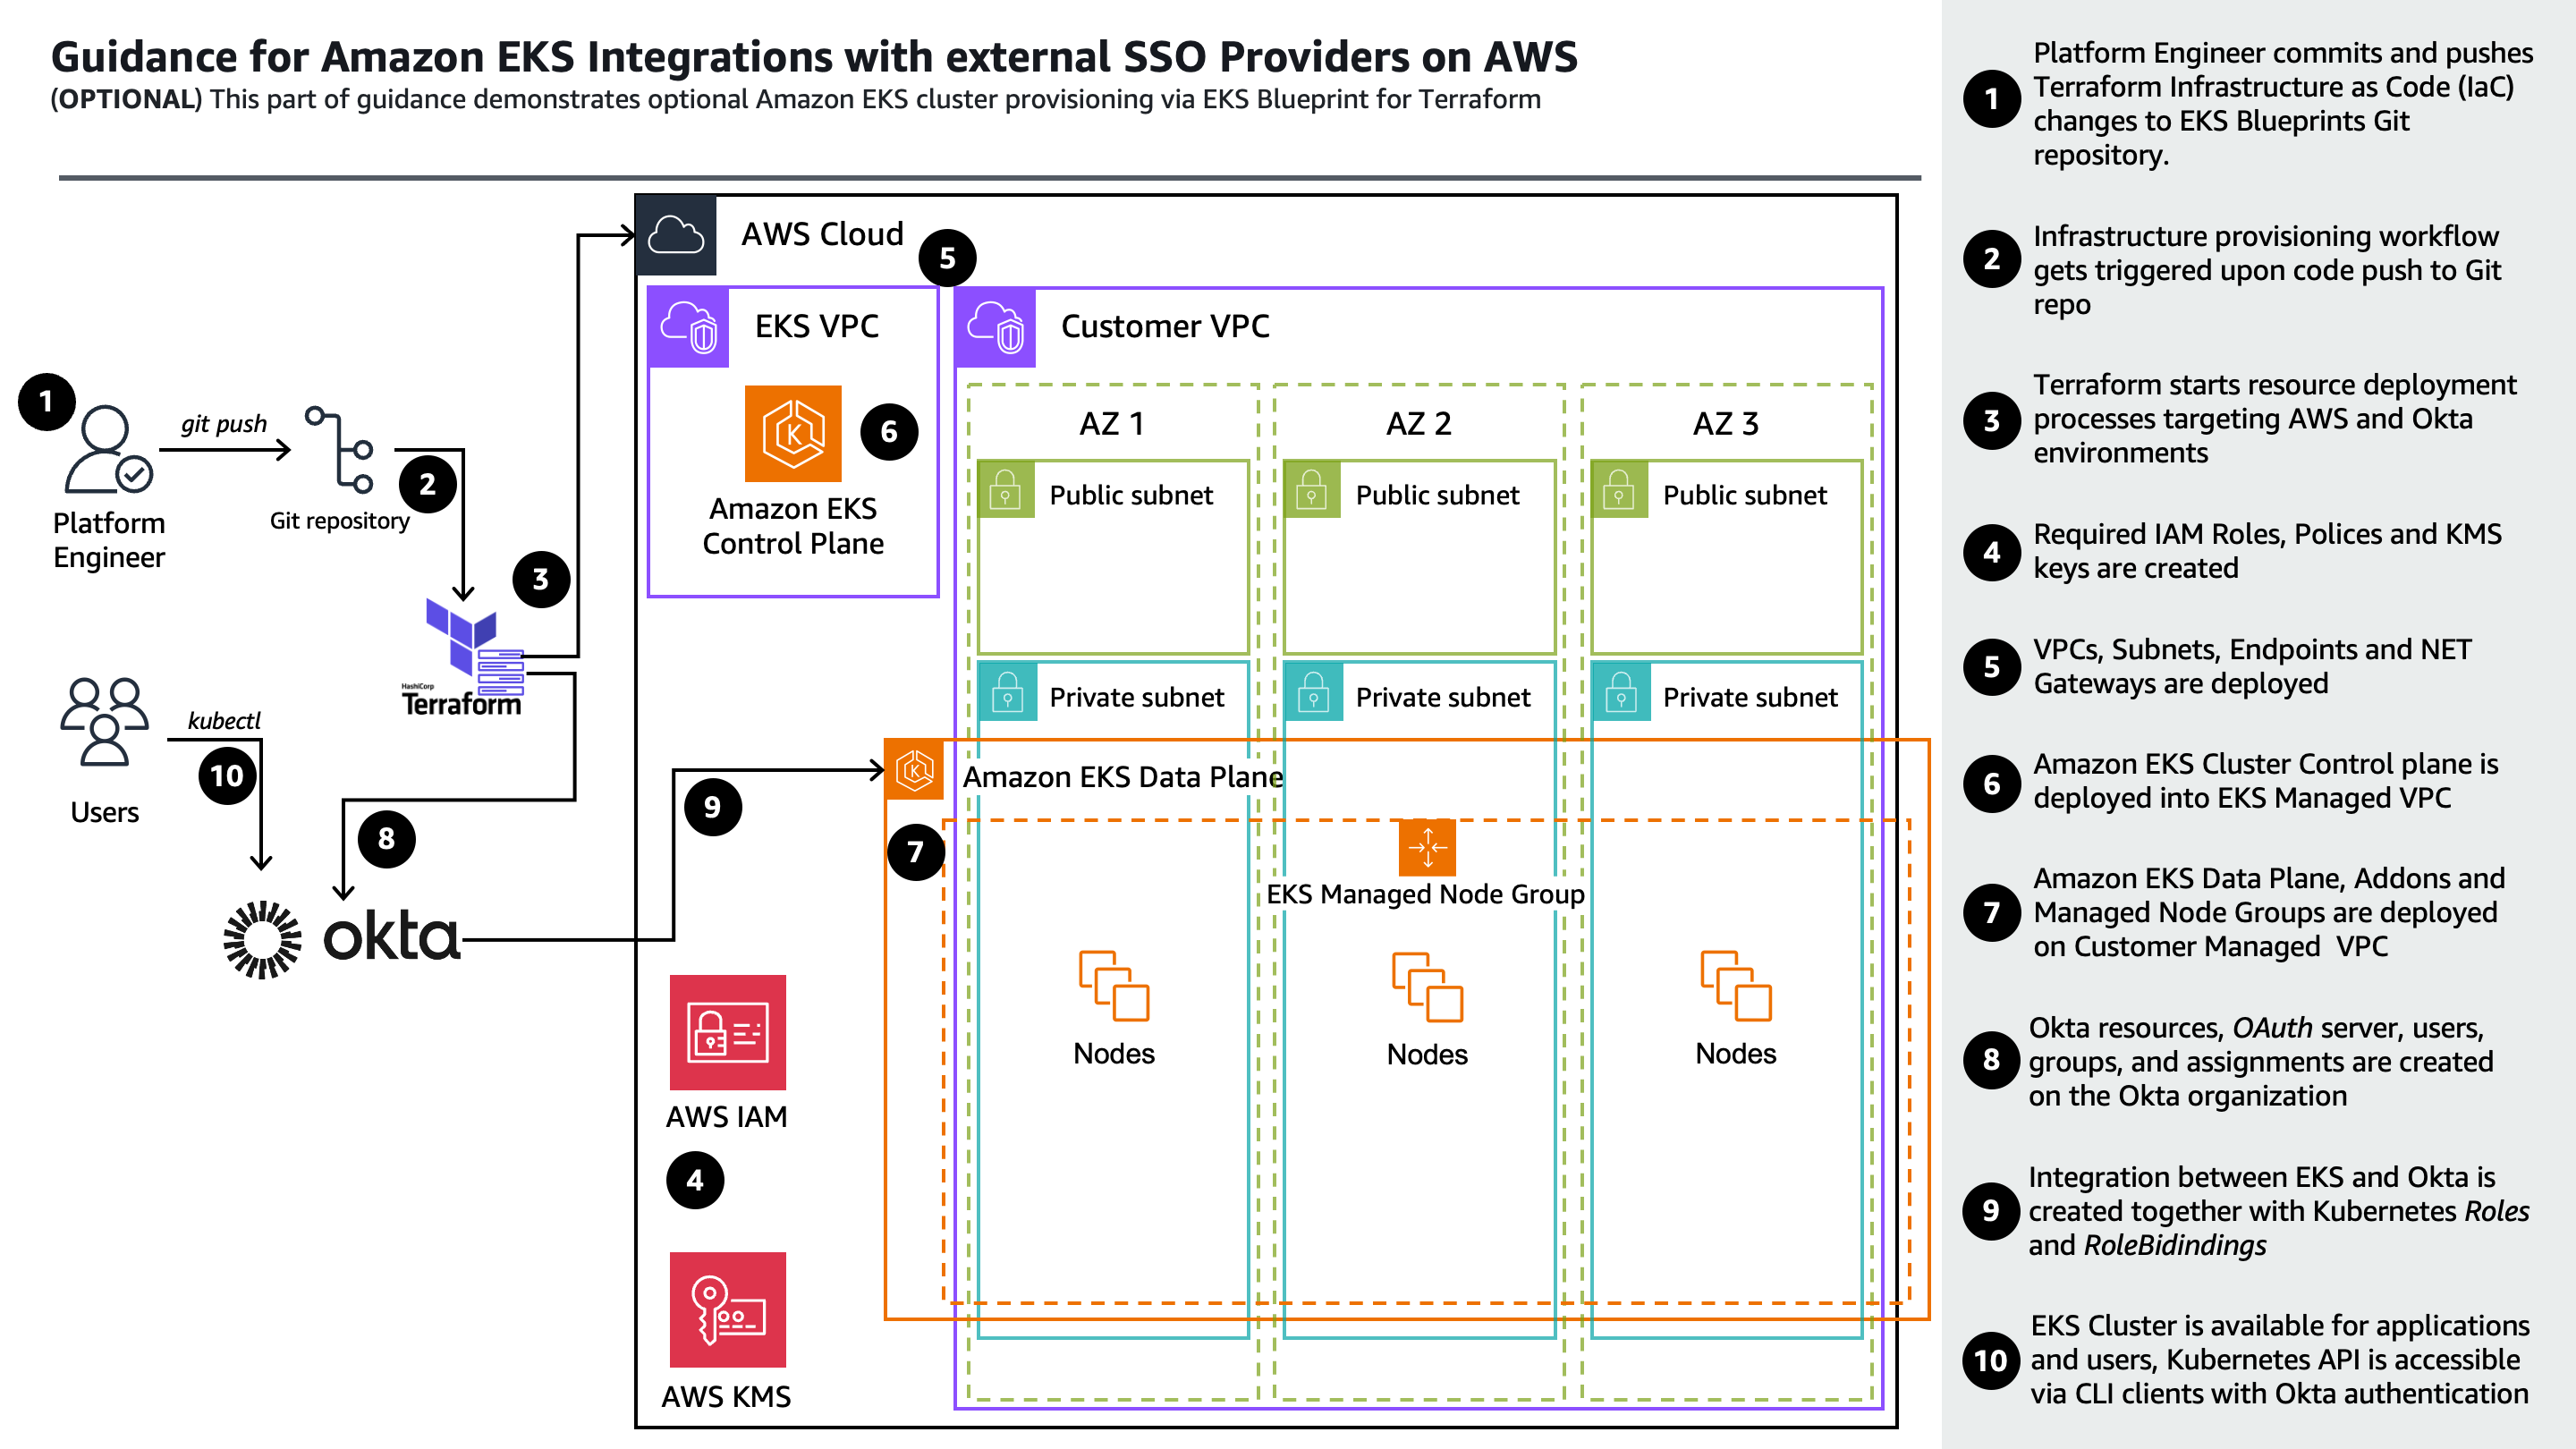 Guidance for Amazon EKS Integrations with external SSO Providers on AWS
(OPTIONAL) This part of guidance demonstrates optional Amazon EKS cluster provisioning via EKS Blueprint for Terraform
AWS Cloud
5
EKS VPC
Customer VPC
6
Amazon EKS
Control Plane
AZ 1
AZ 2
AZ 3
Public subnet
Public subnet
Public subnet
Private subnet
Private subnet
Private subnet
1
Platform
Engineer
git push
Git repository
2
3
HashiCorp
Terraform
Users
kubectl
10
8
okta
9
Amazon EKS Data Plane
7
EKS Managed Node Group
Nodes
Nodes
Nodes
AWS IAM
4
AWS KMS
1
Platform Engineer commits and pushes
Terraform Infrastructure as Code (IaC)
changes to EKS Blueprints Git
repository.
2
Infrastructure provisioning workflow
gets triggered upon code push to Git
repo
3
Terraform starts resource deployment
processes targeting AWS and Okta
environments
4
Required IAM Roles, Polices and KMS
keys are created
5
VPCs, Subnets, Endpoints and NET
Gateways are deployed
6
Amazon EKS Cluster Control plane is
deployed into EKS Managed VPC
7
Amazon EKS Data Plane, Addons and
Managed Node Groups are deployed
on Customer Managed VPC
8
Okta resources, OAuth server, users,
groups, and assignments are created
on the Okta organization
9
Integration between EKS and Okta is
created together with Kubernetes Roles
and RoleBidindings
10
EKS Cluster is available for applications
and users, Kubernetes API is accessible
via CLI clients with Okta authentication